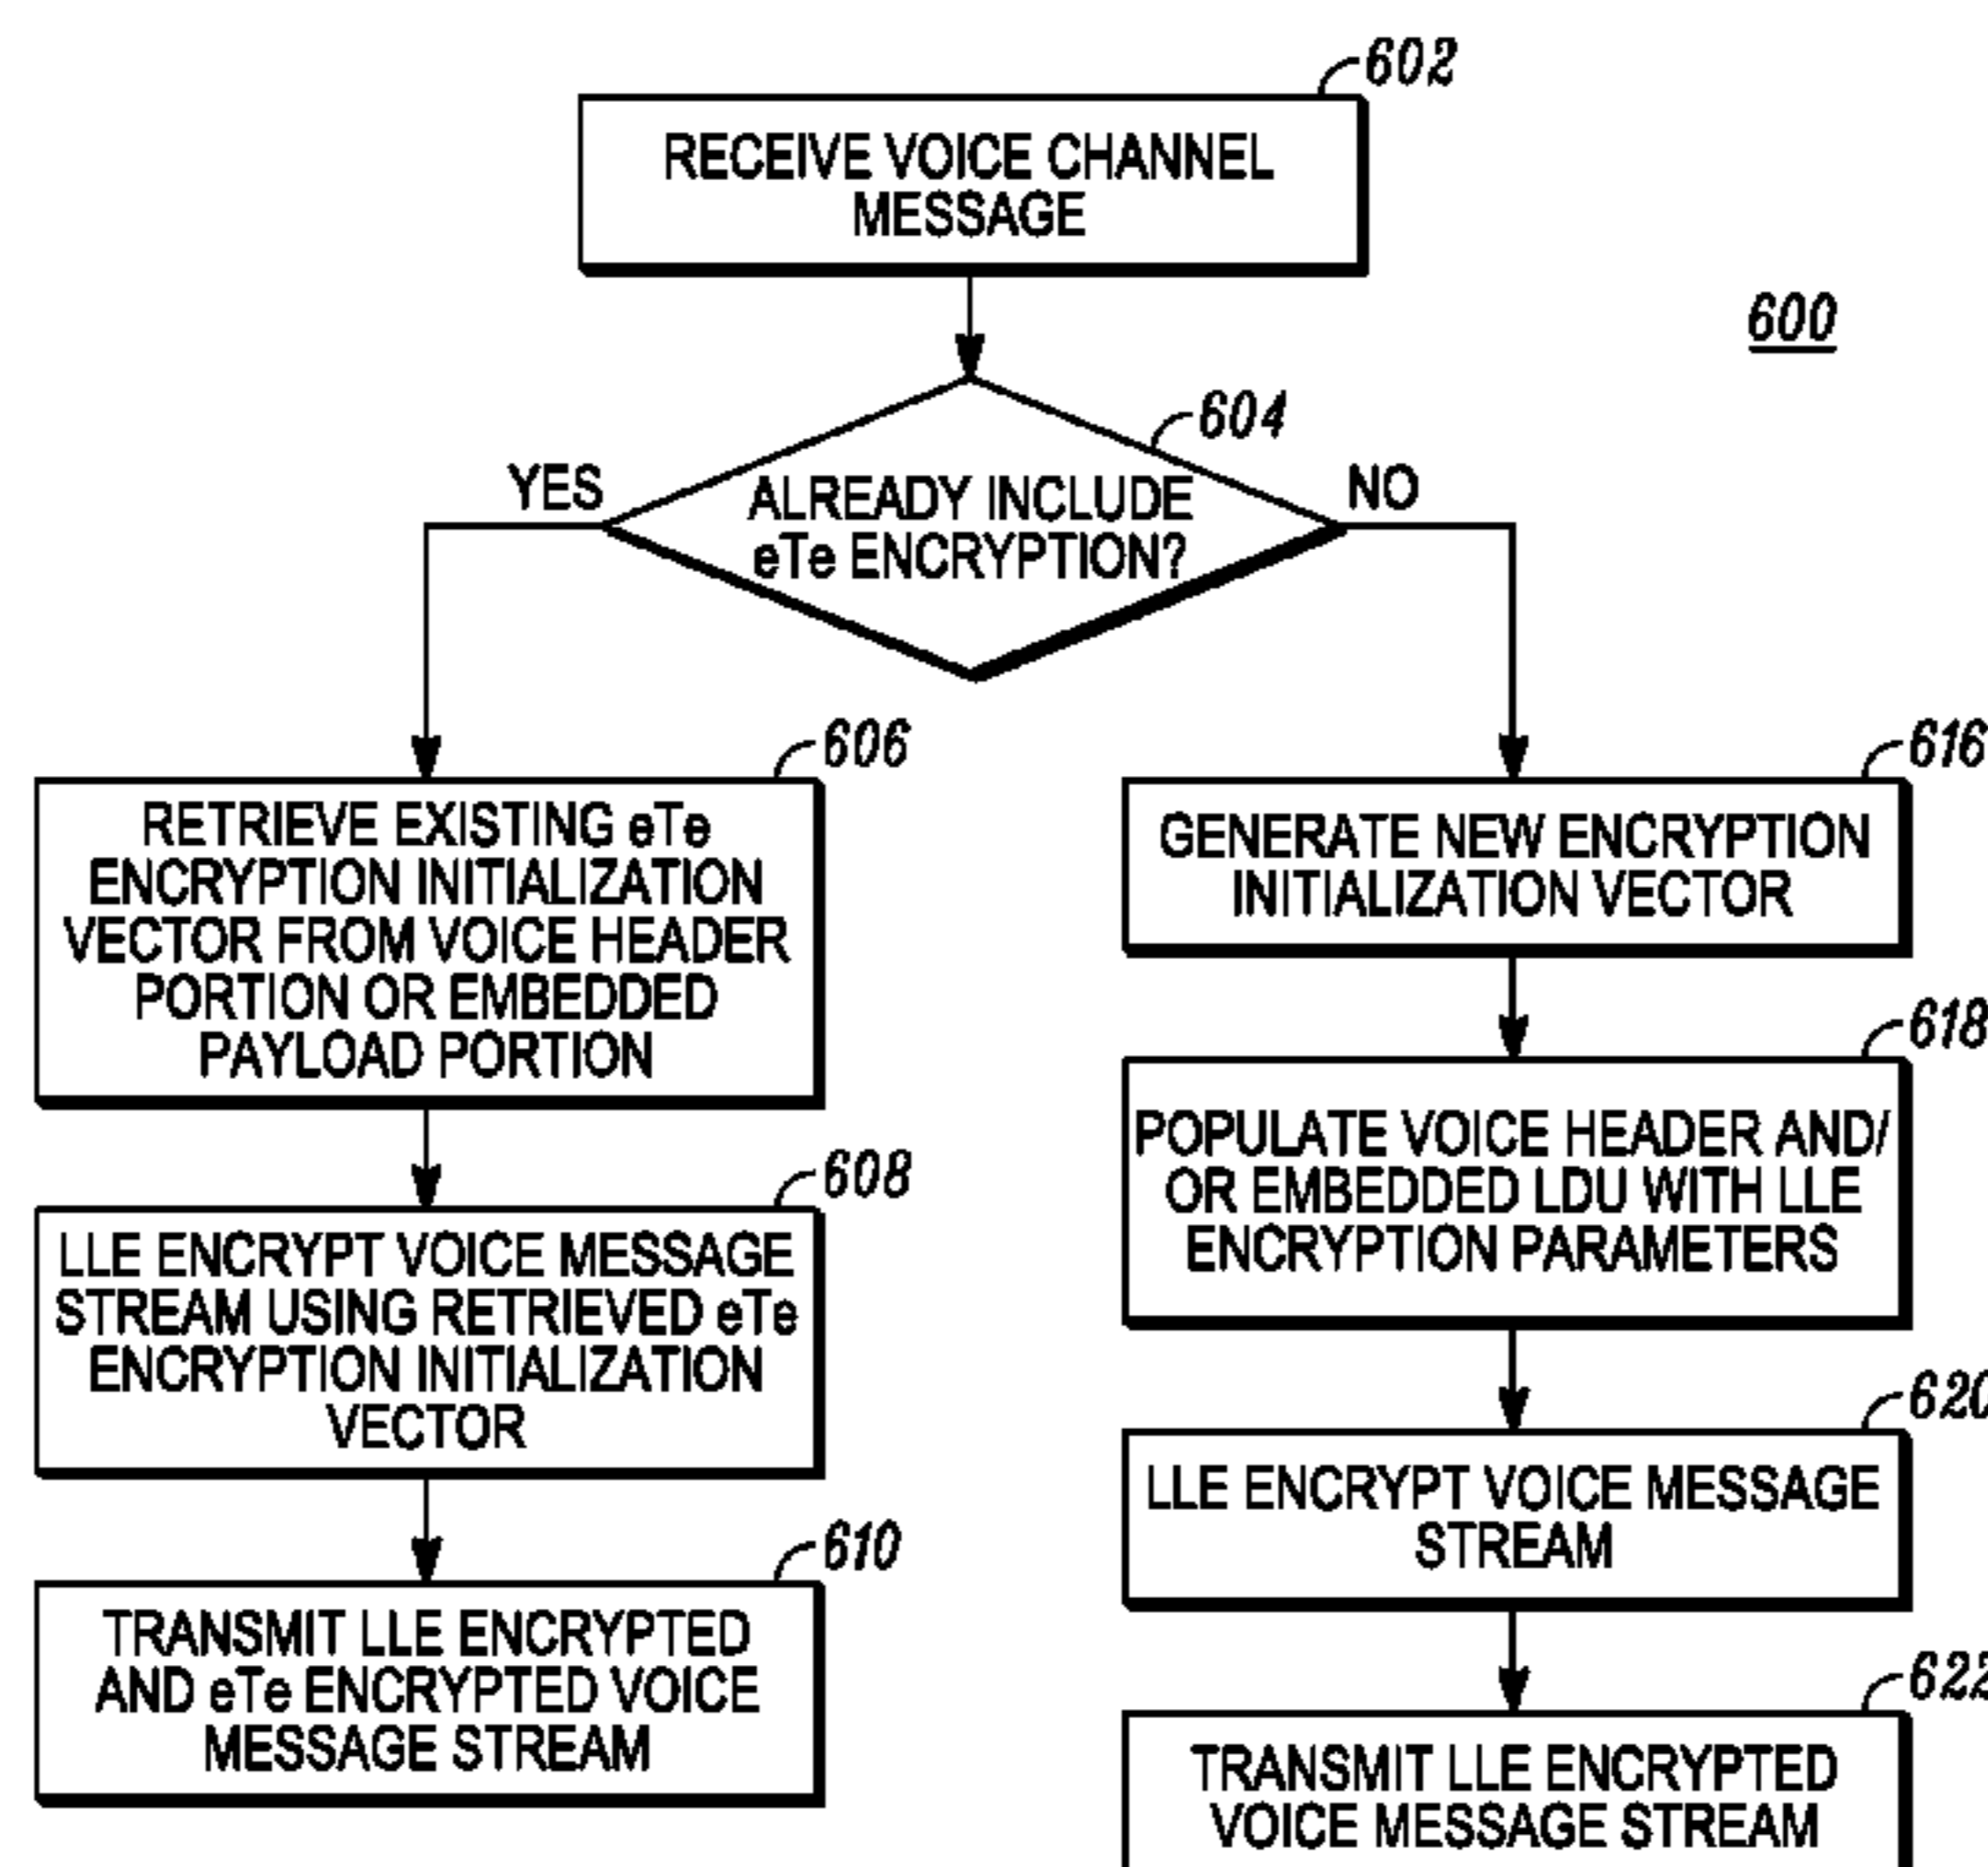 602
RECEIVE VOICE CHANNEL
MESSAGE
600
604
YES
ALREADY INCLUDE
eTe ENCRYPTION?
NO
606
RETRIEVE EXISTING eTe
ENCRYPTION INITIALIZATION
VECTOR FROM VOICE HEADER
PORTION OR EMBEDDED
PAYLOAD PORTION
608
LLE ENCRYPT VOICE MESSAGE
STREAM USING RETRIEVED eTe
ENCRYPTION INITIALIZATION
VECTOR
610
TRANSMIT LLE ENCRYPTED
AND eTe ENCRYPTED VOICE
MESSAGE STREAM
616
GENERATE NEW ENCRYPTION
INITIALIZATION VECTOR
618
POPULATE VOICE HEADER AND/
OR EMBEDDED LDU WITH LLE
ENCRYPTION PARAMETERS
620
LLE ENCRYPT VOICE MESSAGE
STREAM
622
TRANSMIT LLE ENCRYPTED
VOICE MESSAGE STREAM